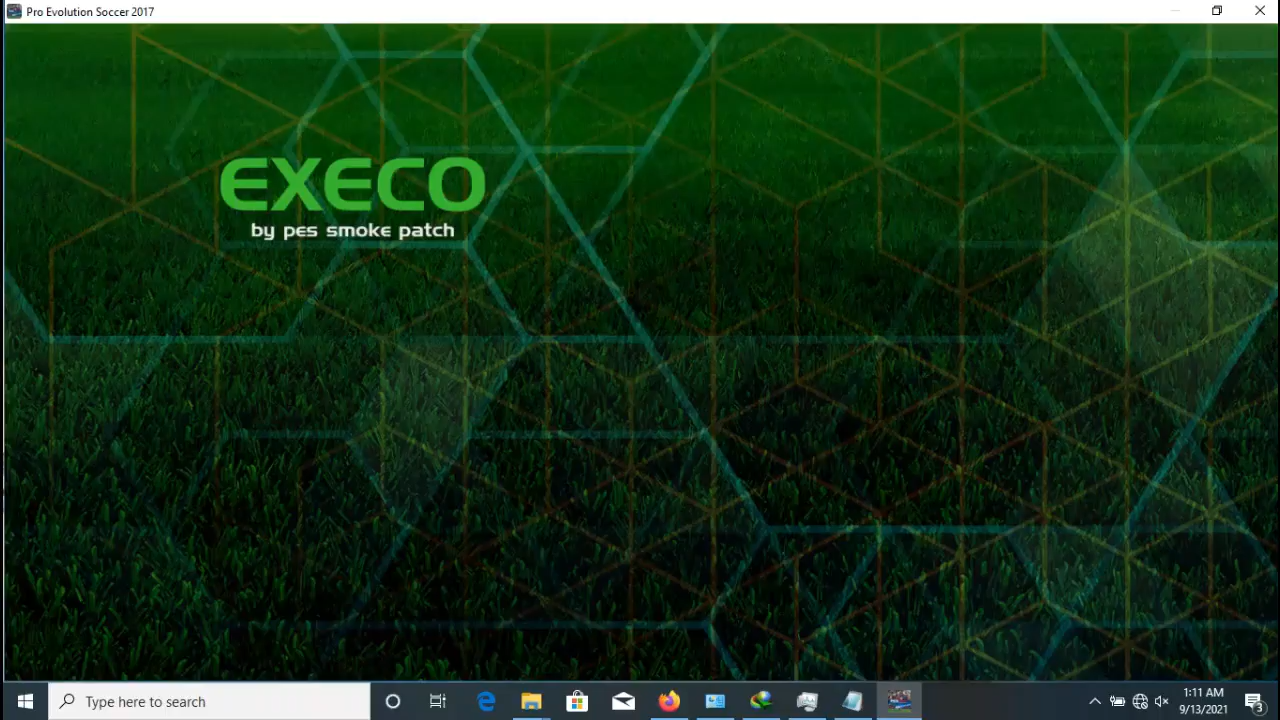 Pro Evolution Soccer 2017
EXECO
by pes smoke patch
Type here to search
1:11 AM
9/13/2021
3